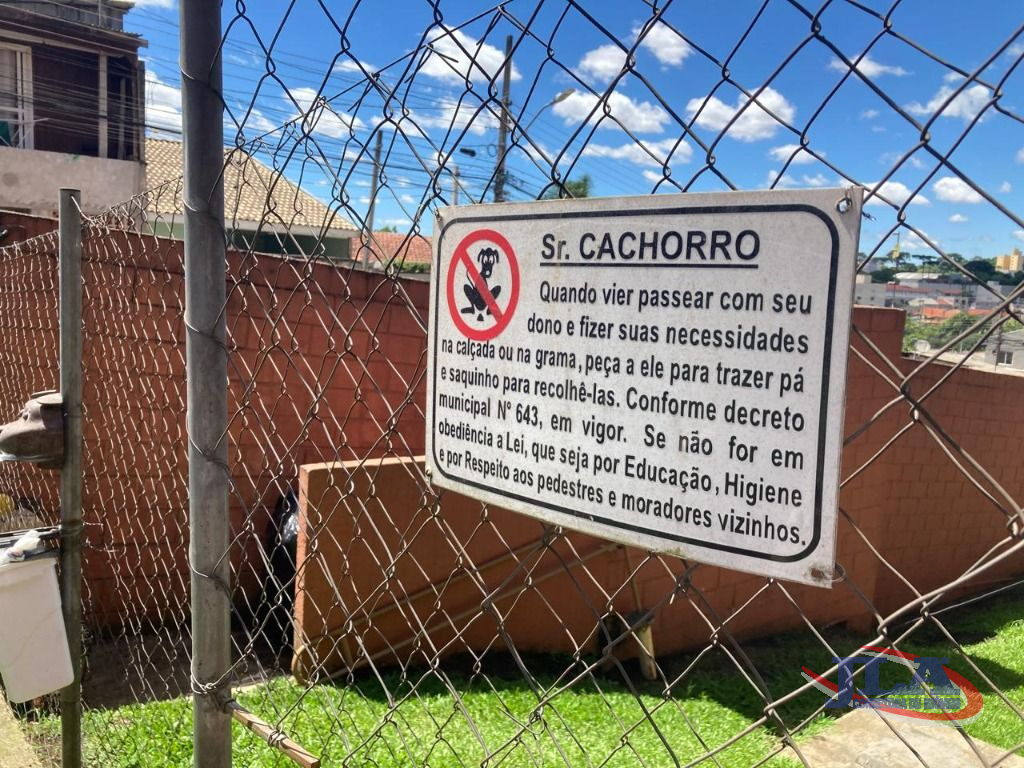 Sr. CACHORRO
Quando vier passear com seu
dono e fizer suas necessidades
na calçada ou na grama, peça a ele para trazer pá
e saquinho para recolhê-las. Conforme decreto
municipal Nº 643, em vigor. Se não for em
obediência a Lei, que seja por Educação, Higiene
e por Respeito aos pedestres e moradores vizinhos.
JLA